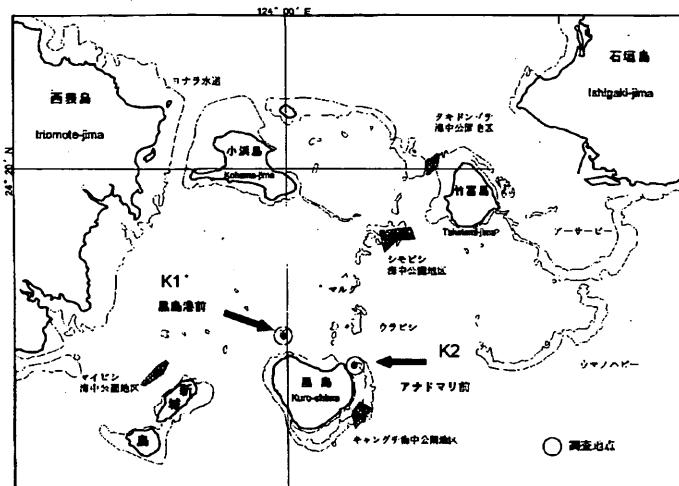 124° 00' E
石垣島
Ishigaki-jima
ヨナラ水道
西表島
Iriomote-jima
タキドングチ
海中公園地区
小浜島
Kohama-jima
24° 20' N
竹富島
Taketomi-jima
アーサーピー
シモビシ
海中公園地区
K1
マルグ
黒島港前
ウラビシ
K2
シマノハビー
マイビシ
海中公園地区
黒島
Kuro-shima
アナドマリ前
新
城
島
キャングチ海中公園地区
調査地点